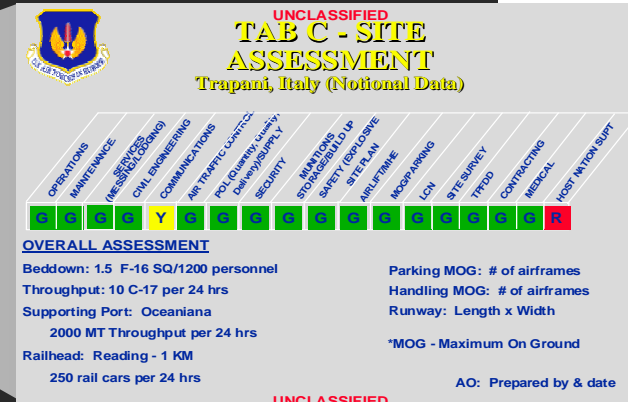 UNCLASSIFIED
TAB C - SITE
ASSESSMENT
Trapani, Italy (Notional Data)
U.S. AIR FORCES IN EUROPE
OPERATIONS
MAINTENANCE
SERVICES
(MESSING/LODGING)
CIVIL ENGINEERING
COMMUNICATIONS
AIR TRAFFIC CONTROL
POL(Quantity, Quality,
Delivery)/SUPPLY
SECURITY
MUNITIONS
STORAGE/BUILD UP
SAFETY (EXPLOSIVE
SITE PLAN
AIRLIFT/MHE
MOG/PARKING
LCN
SITE SURVEY
TPFDD
CONTRACTING
MEDICAL
HOST NATION SUPT
G G G G Y G G G G G G G G G G G G R
OVERALL ASSESSMENT
Beddown: 1.5 F-16 SQ/1200 personnel
Throughput: 10 C-17 per 24 hrs
Supporting Port: Oceaniana
2000 MT Throughput per 24 hrs
Railhead: Reading - 1 KM
250 rail cars per 24 hrs
Parking MOG: # of airframes
Handling MOG: # of airframes
Runway: Length x Width
*MOG - Maximum On Ground
AO: Prepared by & date
UNCLASSIFIED